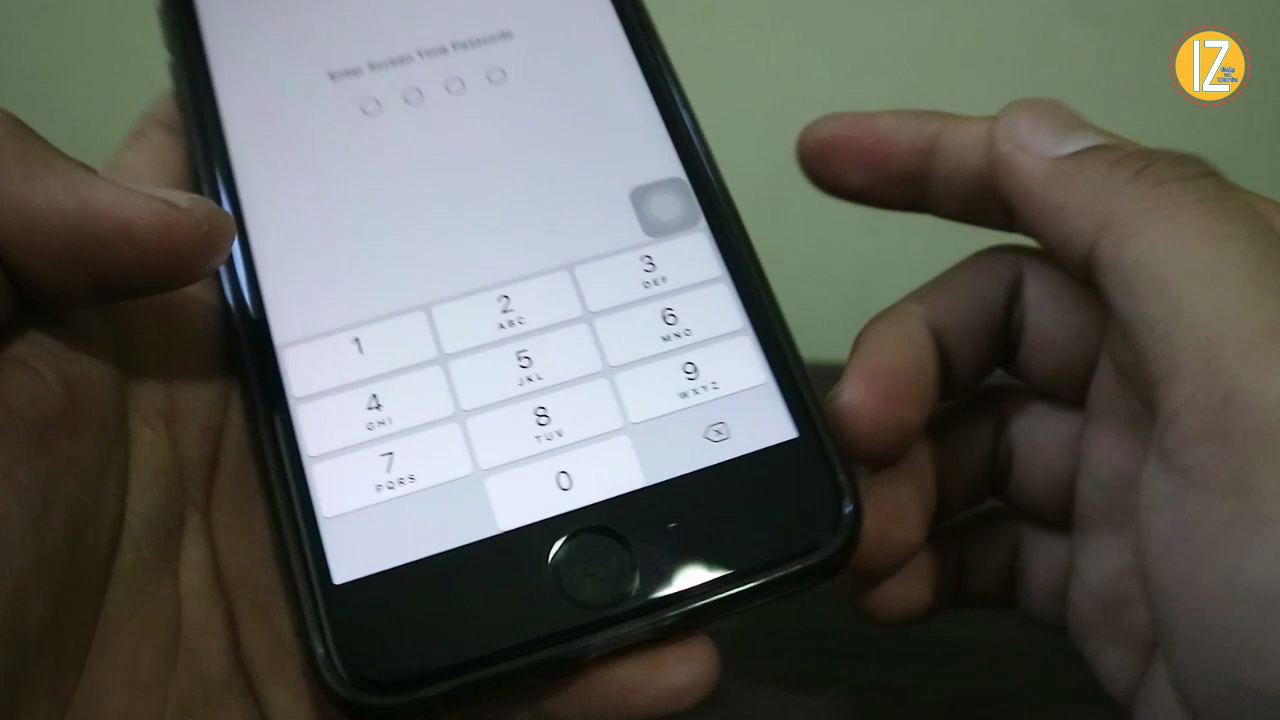 Enter Screen Time Passcode
1
2
ABC
3
DEF
4
GHI
5
JKL
6
MNO
7
PQRS
8
TUV
9
WXYZ
0
IZ